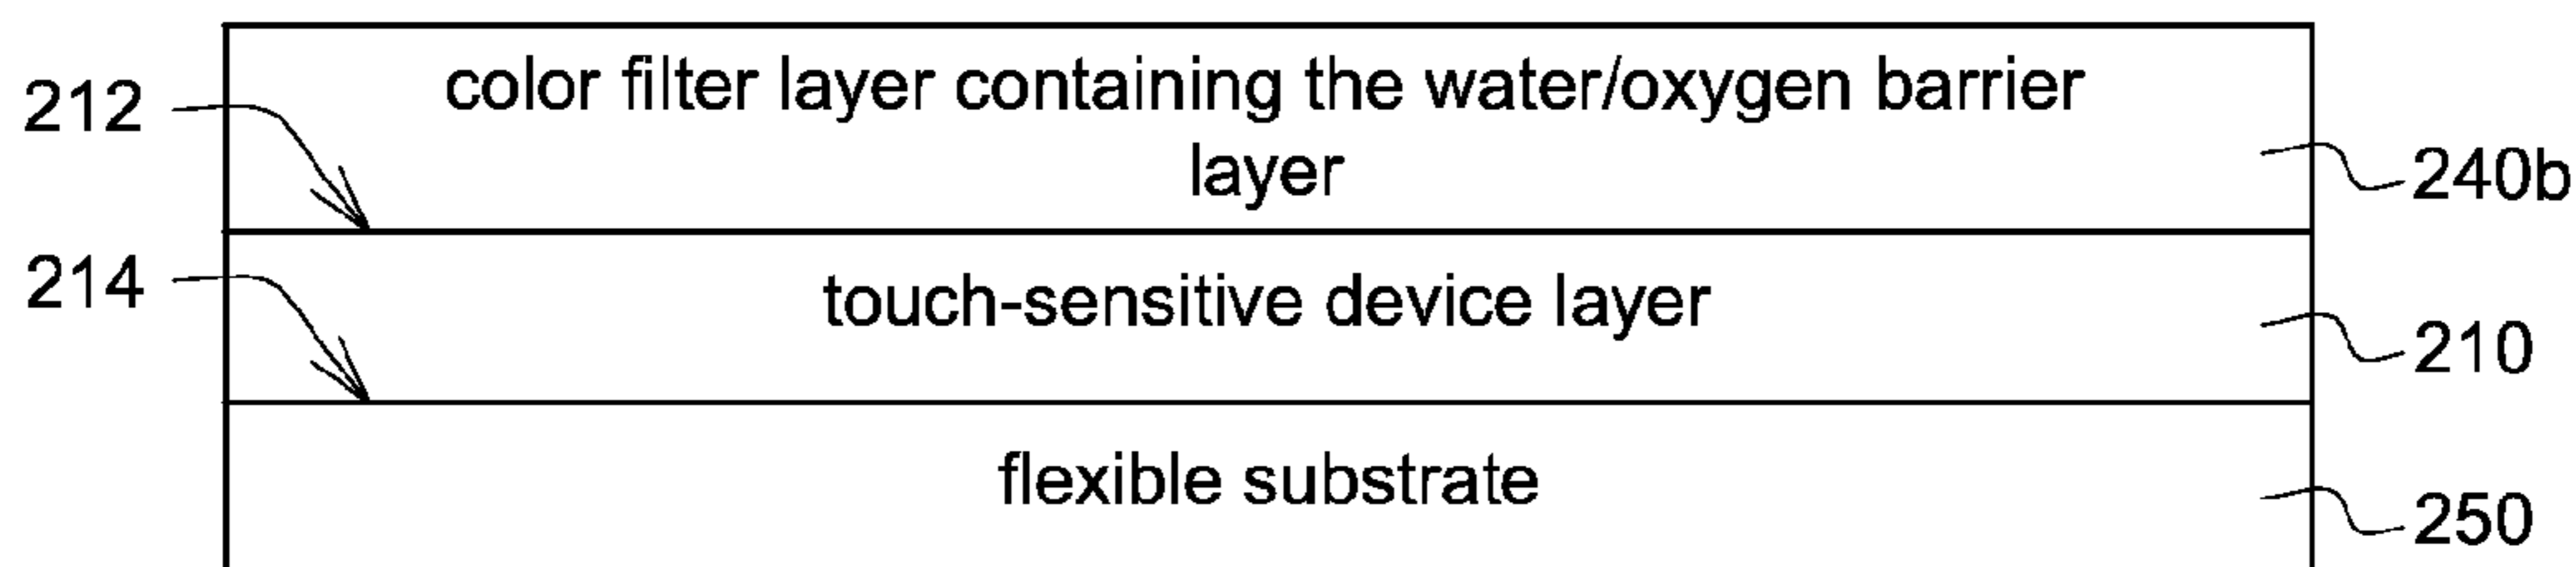 color filter layer containing the water/oxygen barrier
212
layer
240b
214
touch-sensitive device layer
210
flexible substrate
250